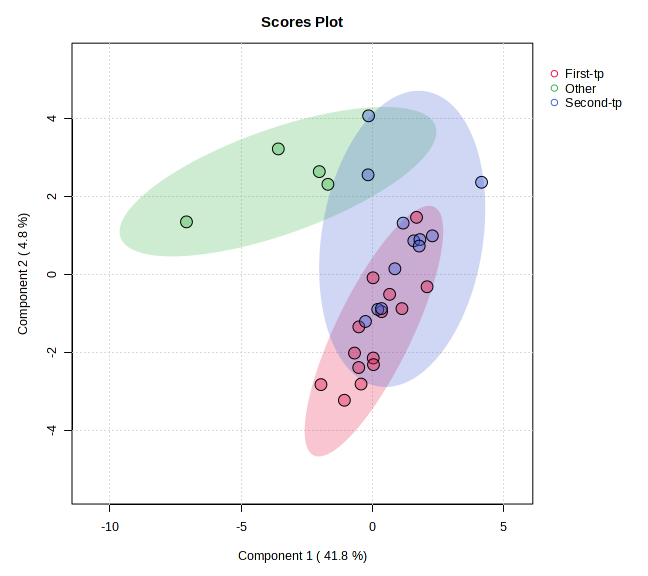 Scores Plot
First-tp
Other
Second-tp
Component 2 ( 4.8 %)
4
2
0
-2
-4
-10 -5 0 5
Component 1 ( 41.8 %)